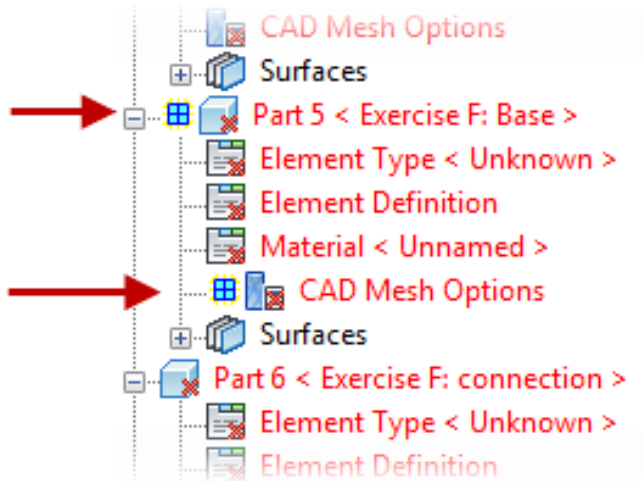 CAD Mesh Options
Surfaces
Part 5 < Exercise F: Base >
Element Type < Unknown >
Element Definition
Material < Unnamed >
CAD Mesh Options
Surfaces
Part 6 < Exercise F: connection >
Element Type < Unknown >
Element Definition